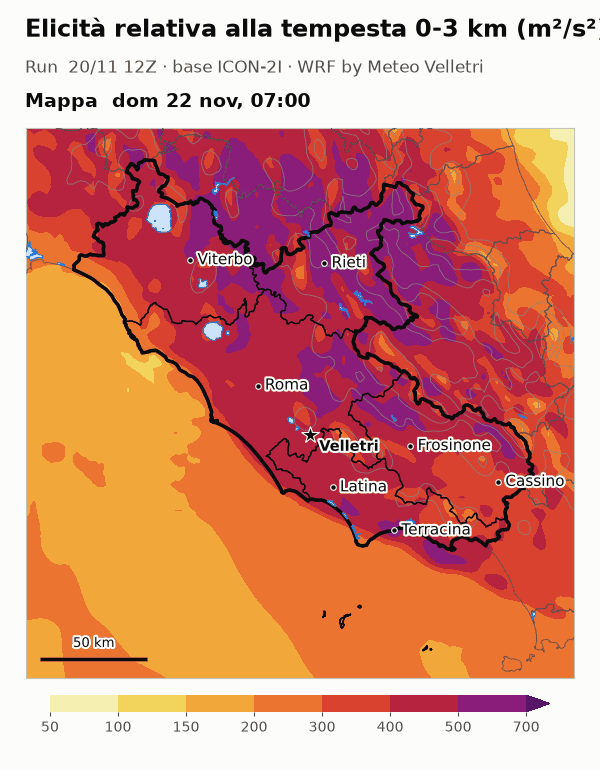 Elicità relativa alla tempesta 0-3 km (m²/s²)
Run 20/11 12Z · base ICON-2I · WRF by Meteo Velletri
Mappa dom 22 nov, 07:00
Viterbo
Rieti
Roma
Velletri
Frosinone
Latina
Cassino
Terracina
50 km
50 100 150 200 300 400 500 700